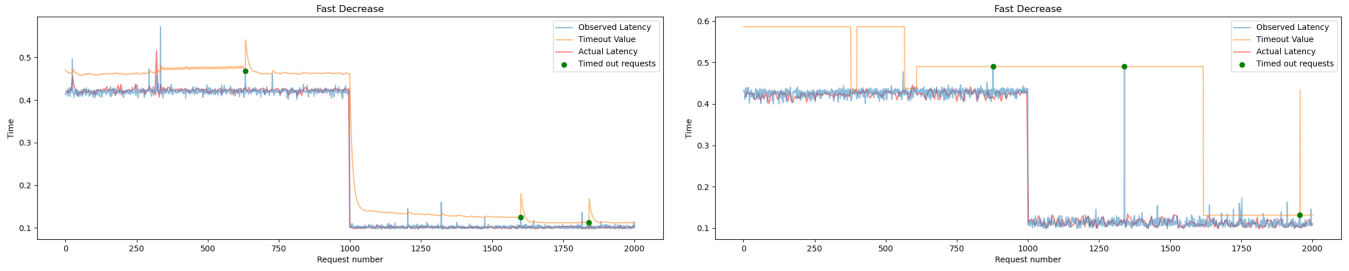 Fast Decrease
Observed Latency
Timeout Value
Actual Latency
Timed out requests
0.5
0.4
0.3
0.2
0.1
Time
0
250
500
750
1000
1250
1500
1750
2000
Request number
Fast Decrease
Observed Latency
Timeout Value
Actual Latency
Timed out requests
0.6
0.5
0.4
0.3
0.2
0.1
Time
0
250
500
750
1000
1250
1500
1750
2000
Request number